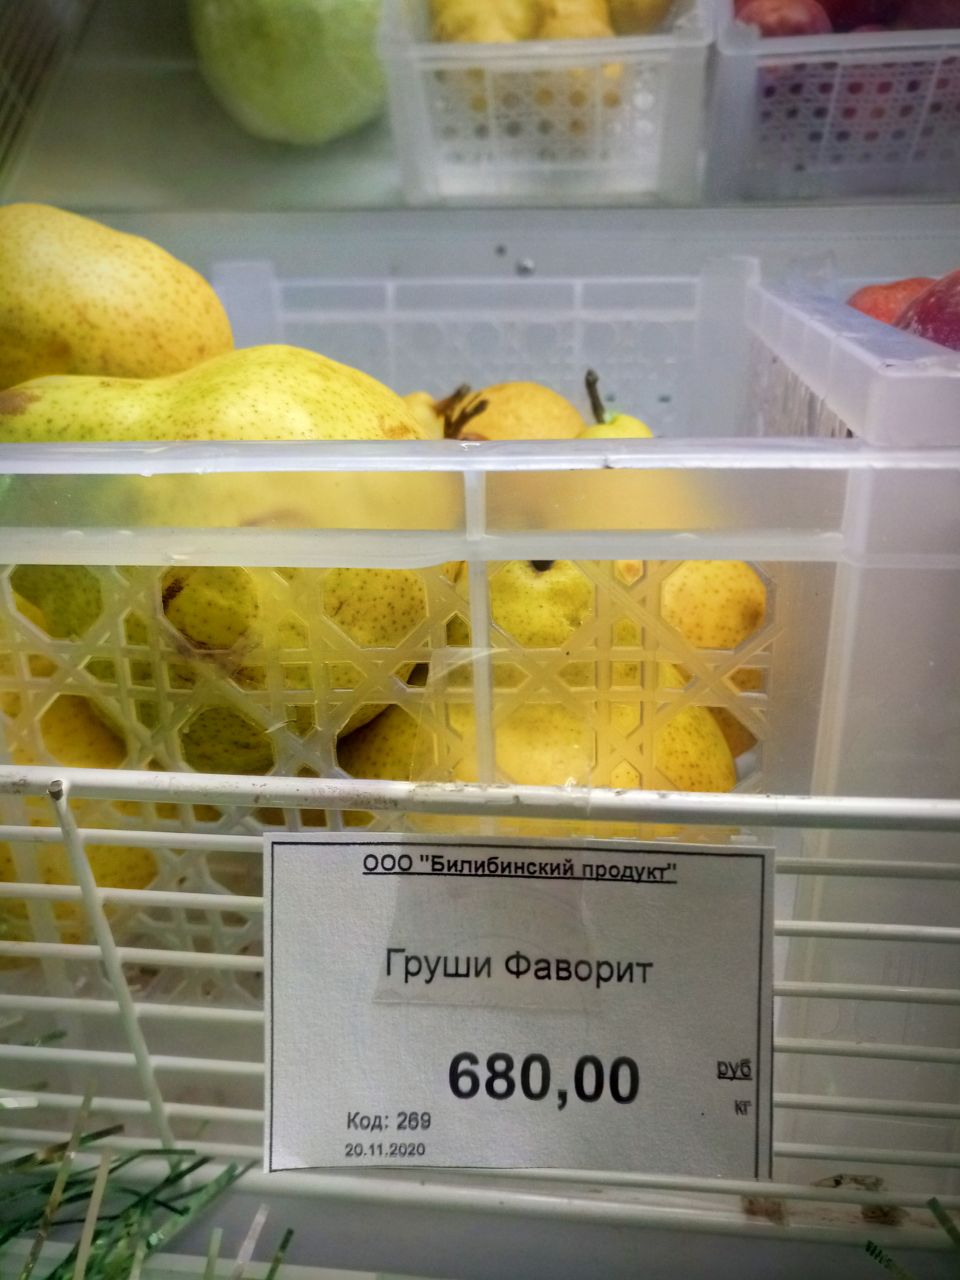 ООО "Билибинский продукт"
Груши Фаворит
680,00
руб
кг
Код: 269
20.11.2020